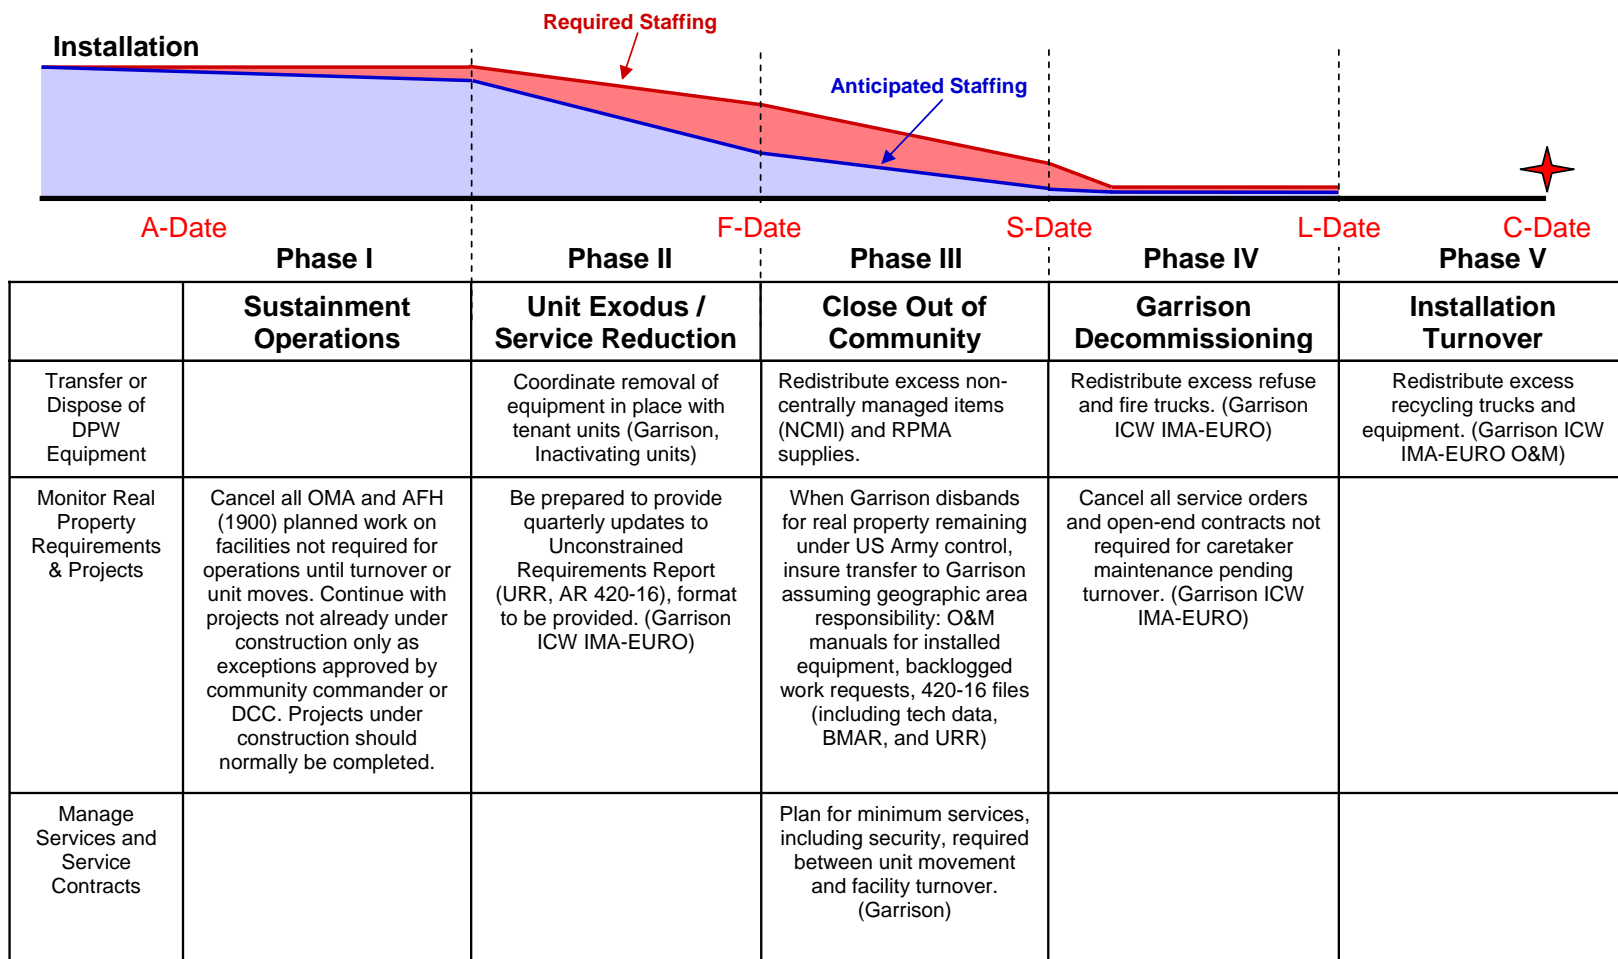 Required Staffing
Installation
Anticipated Staffing
A-Date
F-Date
S-Date
L-Date
C-Date
Phase I
Phase II
Phase III
Phase IV
Phase V
Sustainment
Operations
Unit Exodus /
Service Reduction
Close Out of
Community
Garrison
Decommissioning
Installation
Turnover
Transfer or
Dispose of
DPW
Equipment
Coordinate removal of
equipment in place with
tenant units (Garrison,
Inactivating units)
Redistribute excess non-
centrally managed items
(NCMI) and RPMA
supplies.
Redistribute excess refuse
and fire trucks. (Garrison
ICW IMA-EURO)
Redistribute excess
recycling trucks and
equipment. (Garrison ICW
IMA-EURO O&M)
Monitor Real
Property
Requirements
& Projects
Cancel all OMA and AFH
(1900) planned work on
facilities not required for
operations until turnover or
unit moves. Continue with
projects not already under
construction only as
exceptions approved by
community commander or
DCC. Projects under
construction should
normally be completed.
Be prepared to provide
quarterly updates to
Unconstrained
Requirements Report
(URR, AR 420-16), format
to be provided. (Garrison
ICW IMA-EURO)
When Garrison disbands
for real property remaining
under US Army control,
insure transfer to Garrison
assuming geographic area
responsibility: O&M
manuals for installed
equipment, backlogged
work requests, 420-16 files
(including tech data,
BMAR, and URR)
Cancel all service orders
and open-end contracts not
required for caretaker
maintenance pending
turnover. (Garrison ICW
IMA-EURO)
Manage
Services and
Service
Contracts
Plan for minimum services,
including security, required
between unit movement
and facility turnover.
(Garrison)